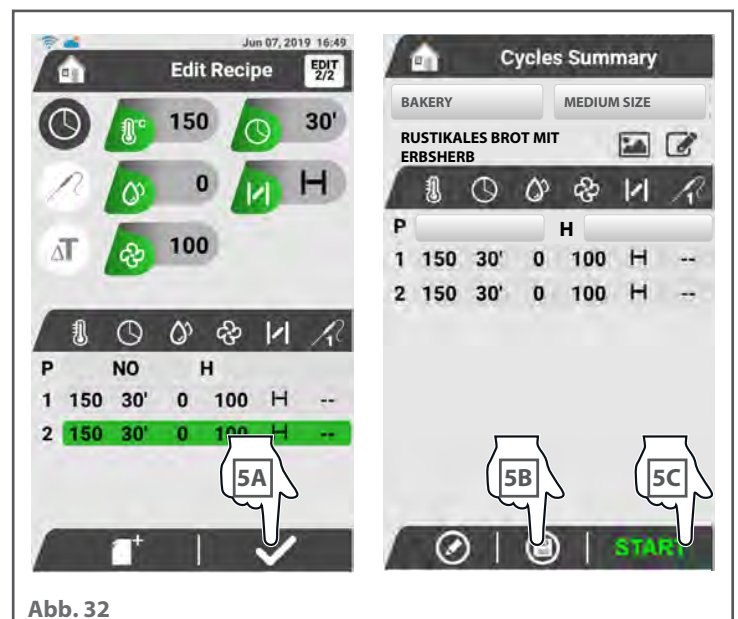 Jun 07, 2019 16:49
Edit Recipe
EDIT
2/2
150
30'
0
ΔT
100
P NO H
1 150 30' 0 100 --
2 150 30' 0 100 --
5A
Cycles Summary
BAKERY
MEDIUM SIZE
RUSTIKALES BROT MIT
ERBSHERB
1
P H
1 150 30' 0 100 --
2 150 30' 0 100 --
5B
5C
START
Abb. 32